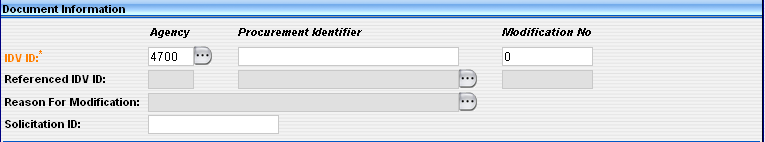 Document Information
Agency Procurement Identifier Modification No
IDV ID:* 4700 ... 0
Referenced IDV ID: ...
Reason For Modification: ...
Solicitation ID: